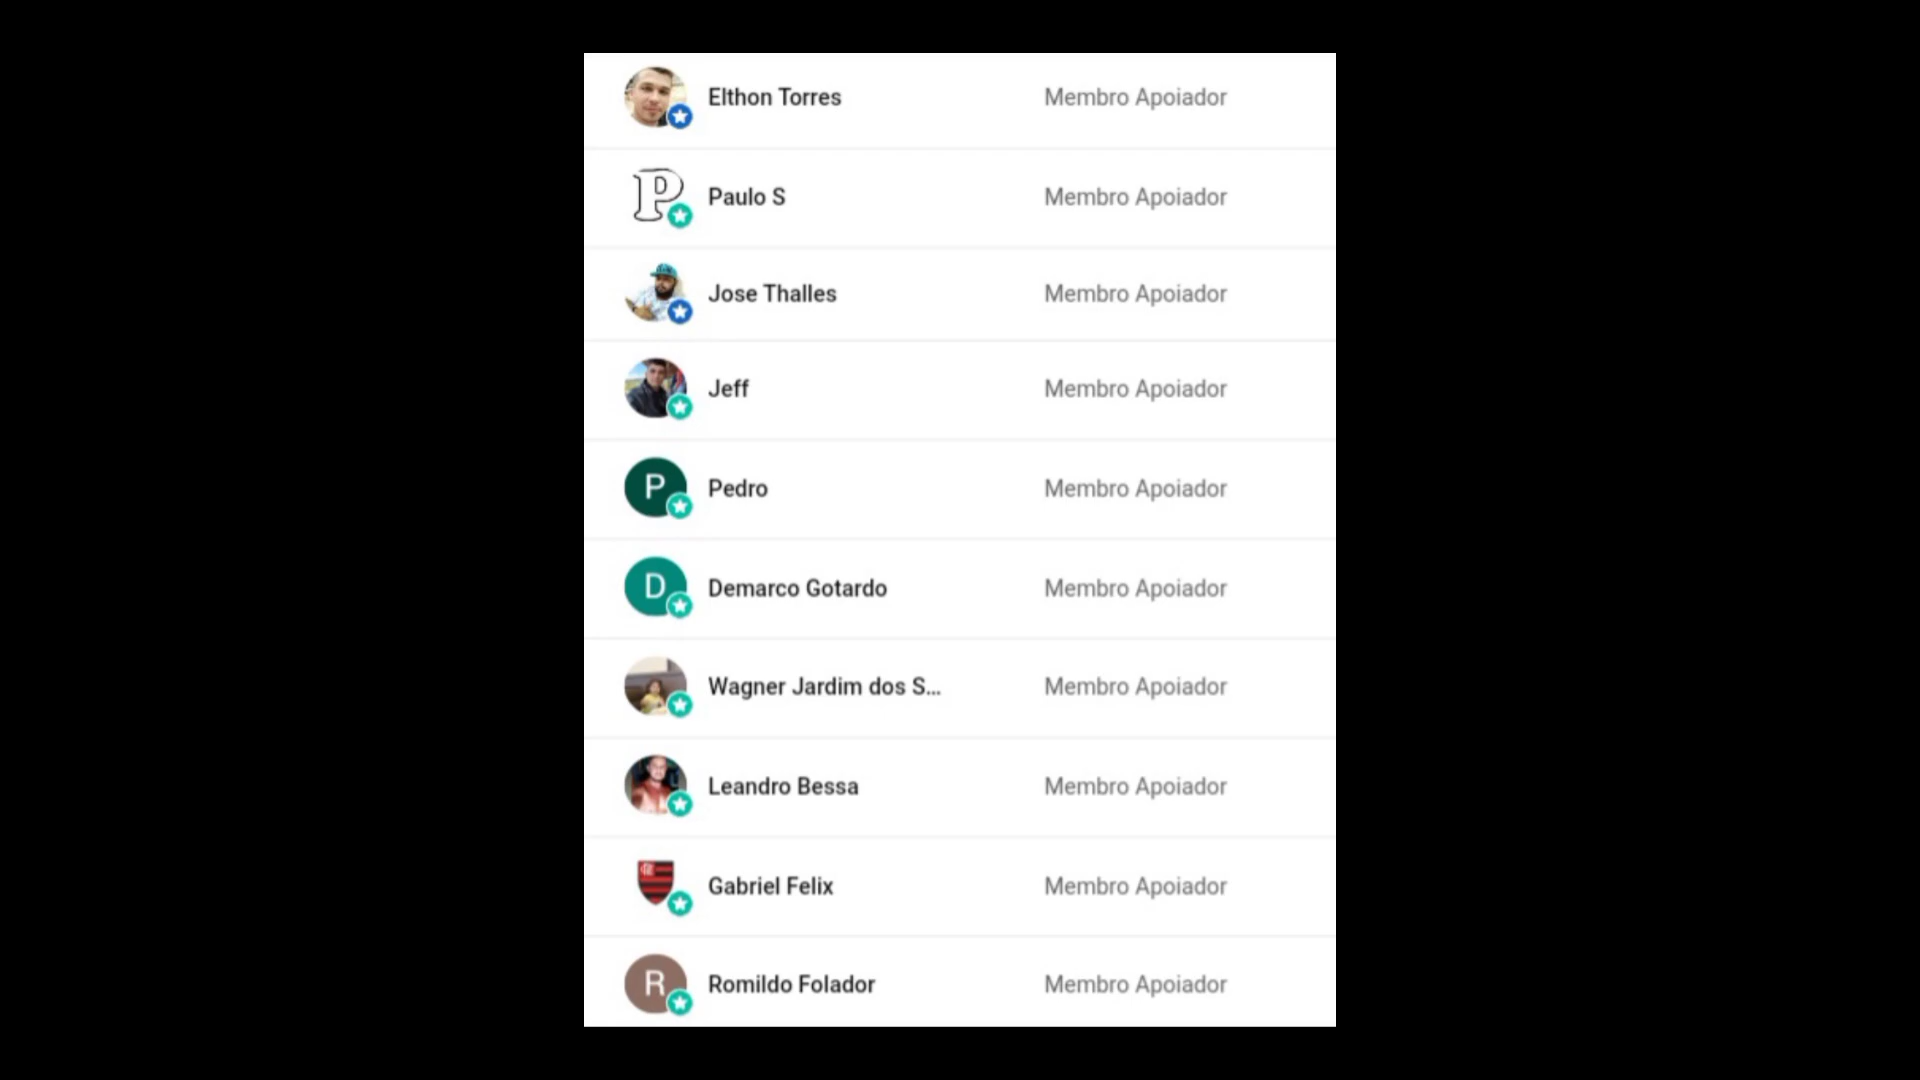 Elthon Torres Membro Apoiador
P Paulo S Membro Apoiador
Jose Thalles Membro Apoiador
Jeff Membro Apoiador
P Pedro Membro Apoiador
D Demarco Gotardo Membro Apoiador
Wagner Jardim dos S... Membro Apoiador
Leandro Bessa Membro Apoiador
Gabriel Felix Membro Apoiador
R Romildo Folador Membro Apoiador